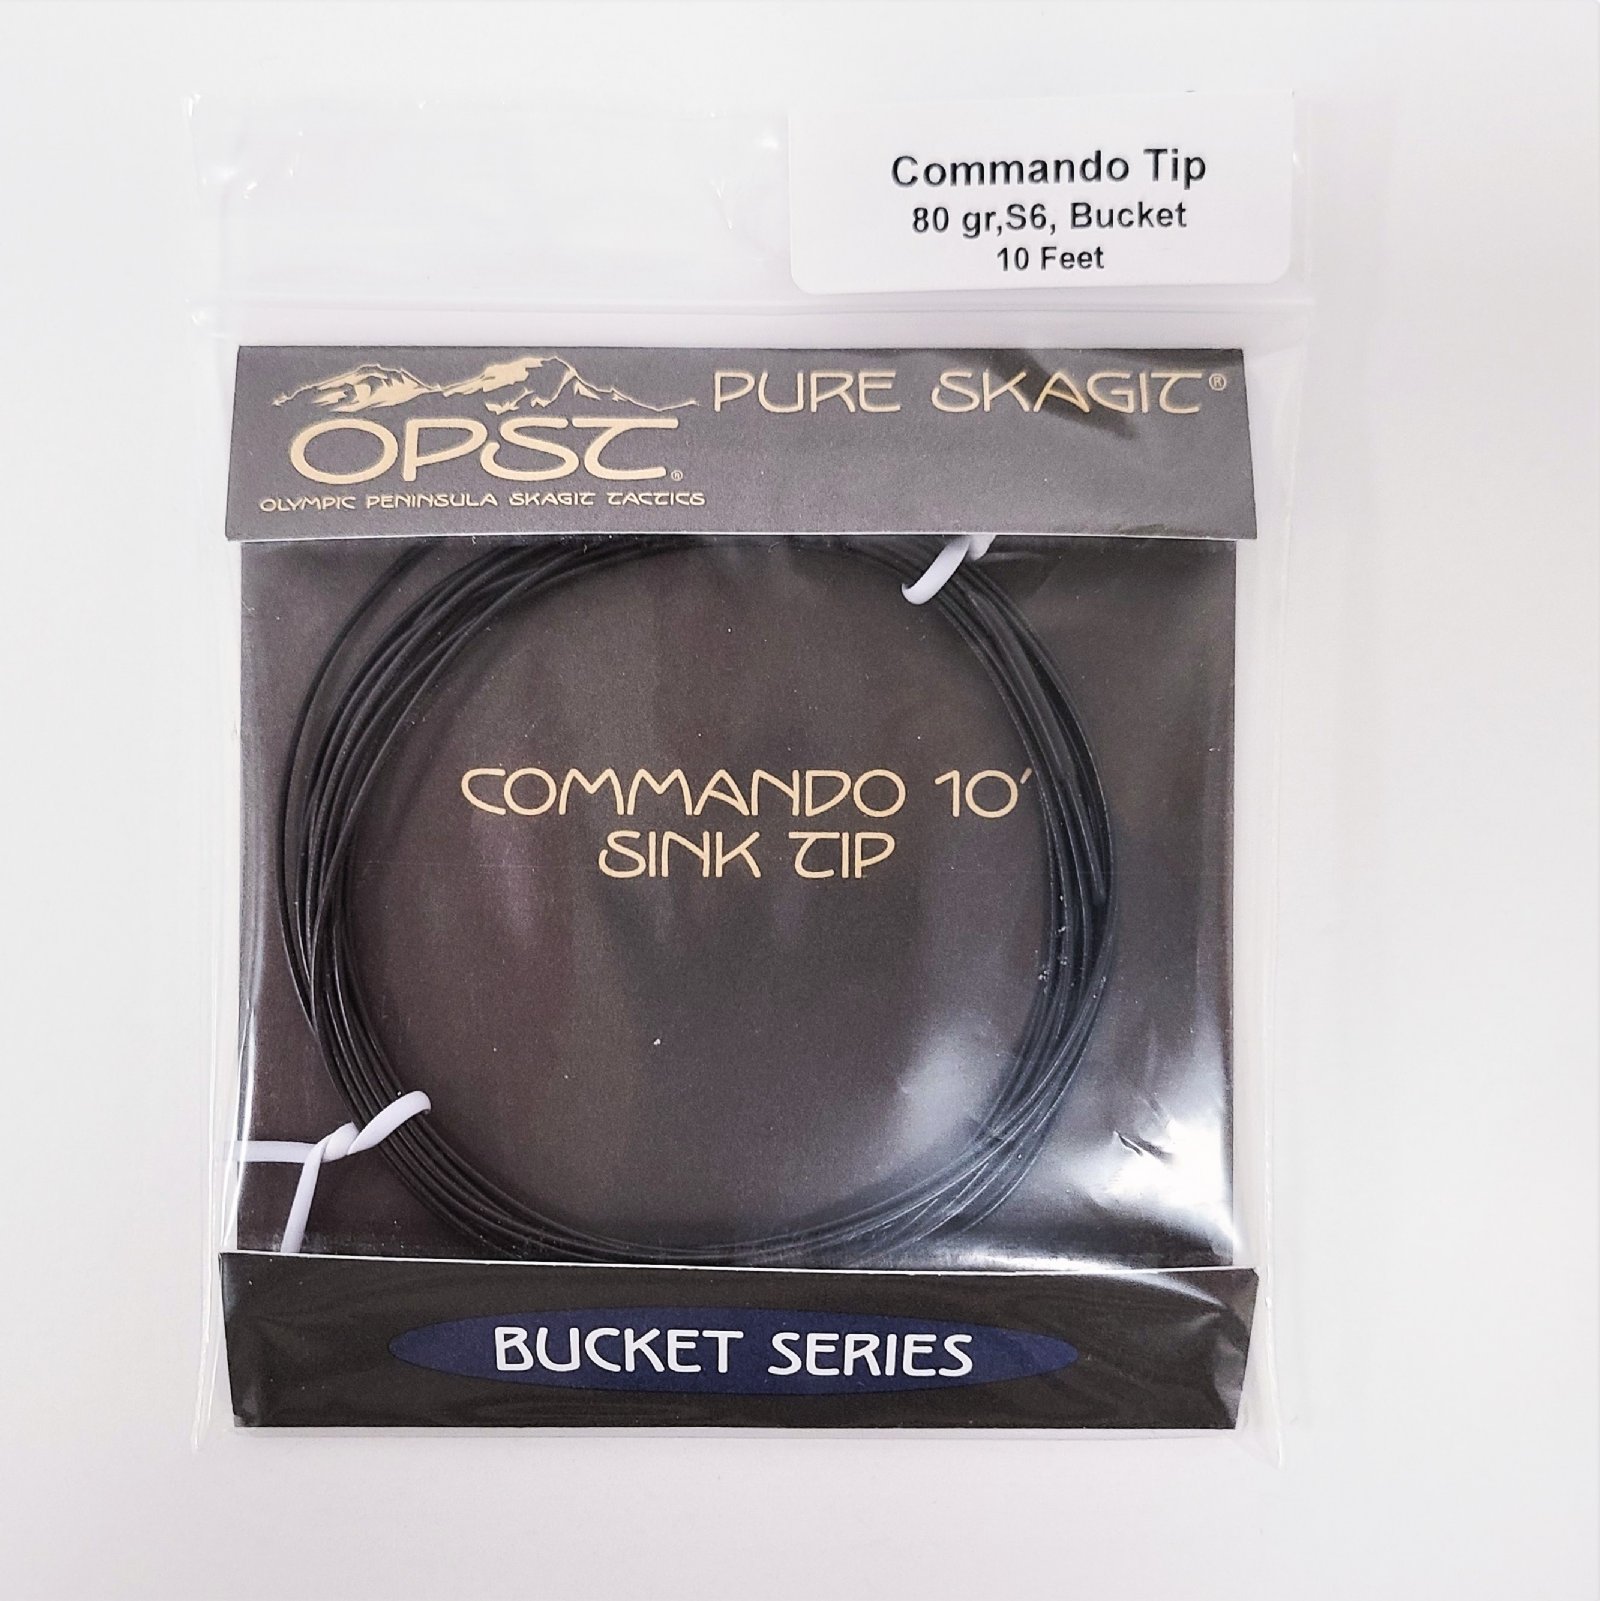 Commando Tip
80 gr,S6, Bucket
10 Feet
PURE SKAGIT®
OPST®
OLYMPIC PENINSULA SKAGIT TACTICS
COMMANDO 10'
SINK TIP
BUCKET SERIES